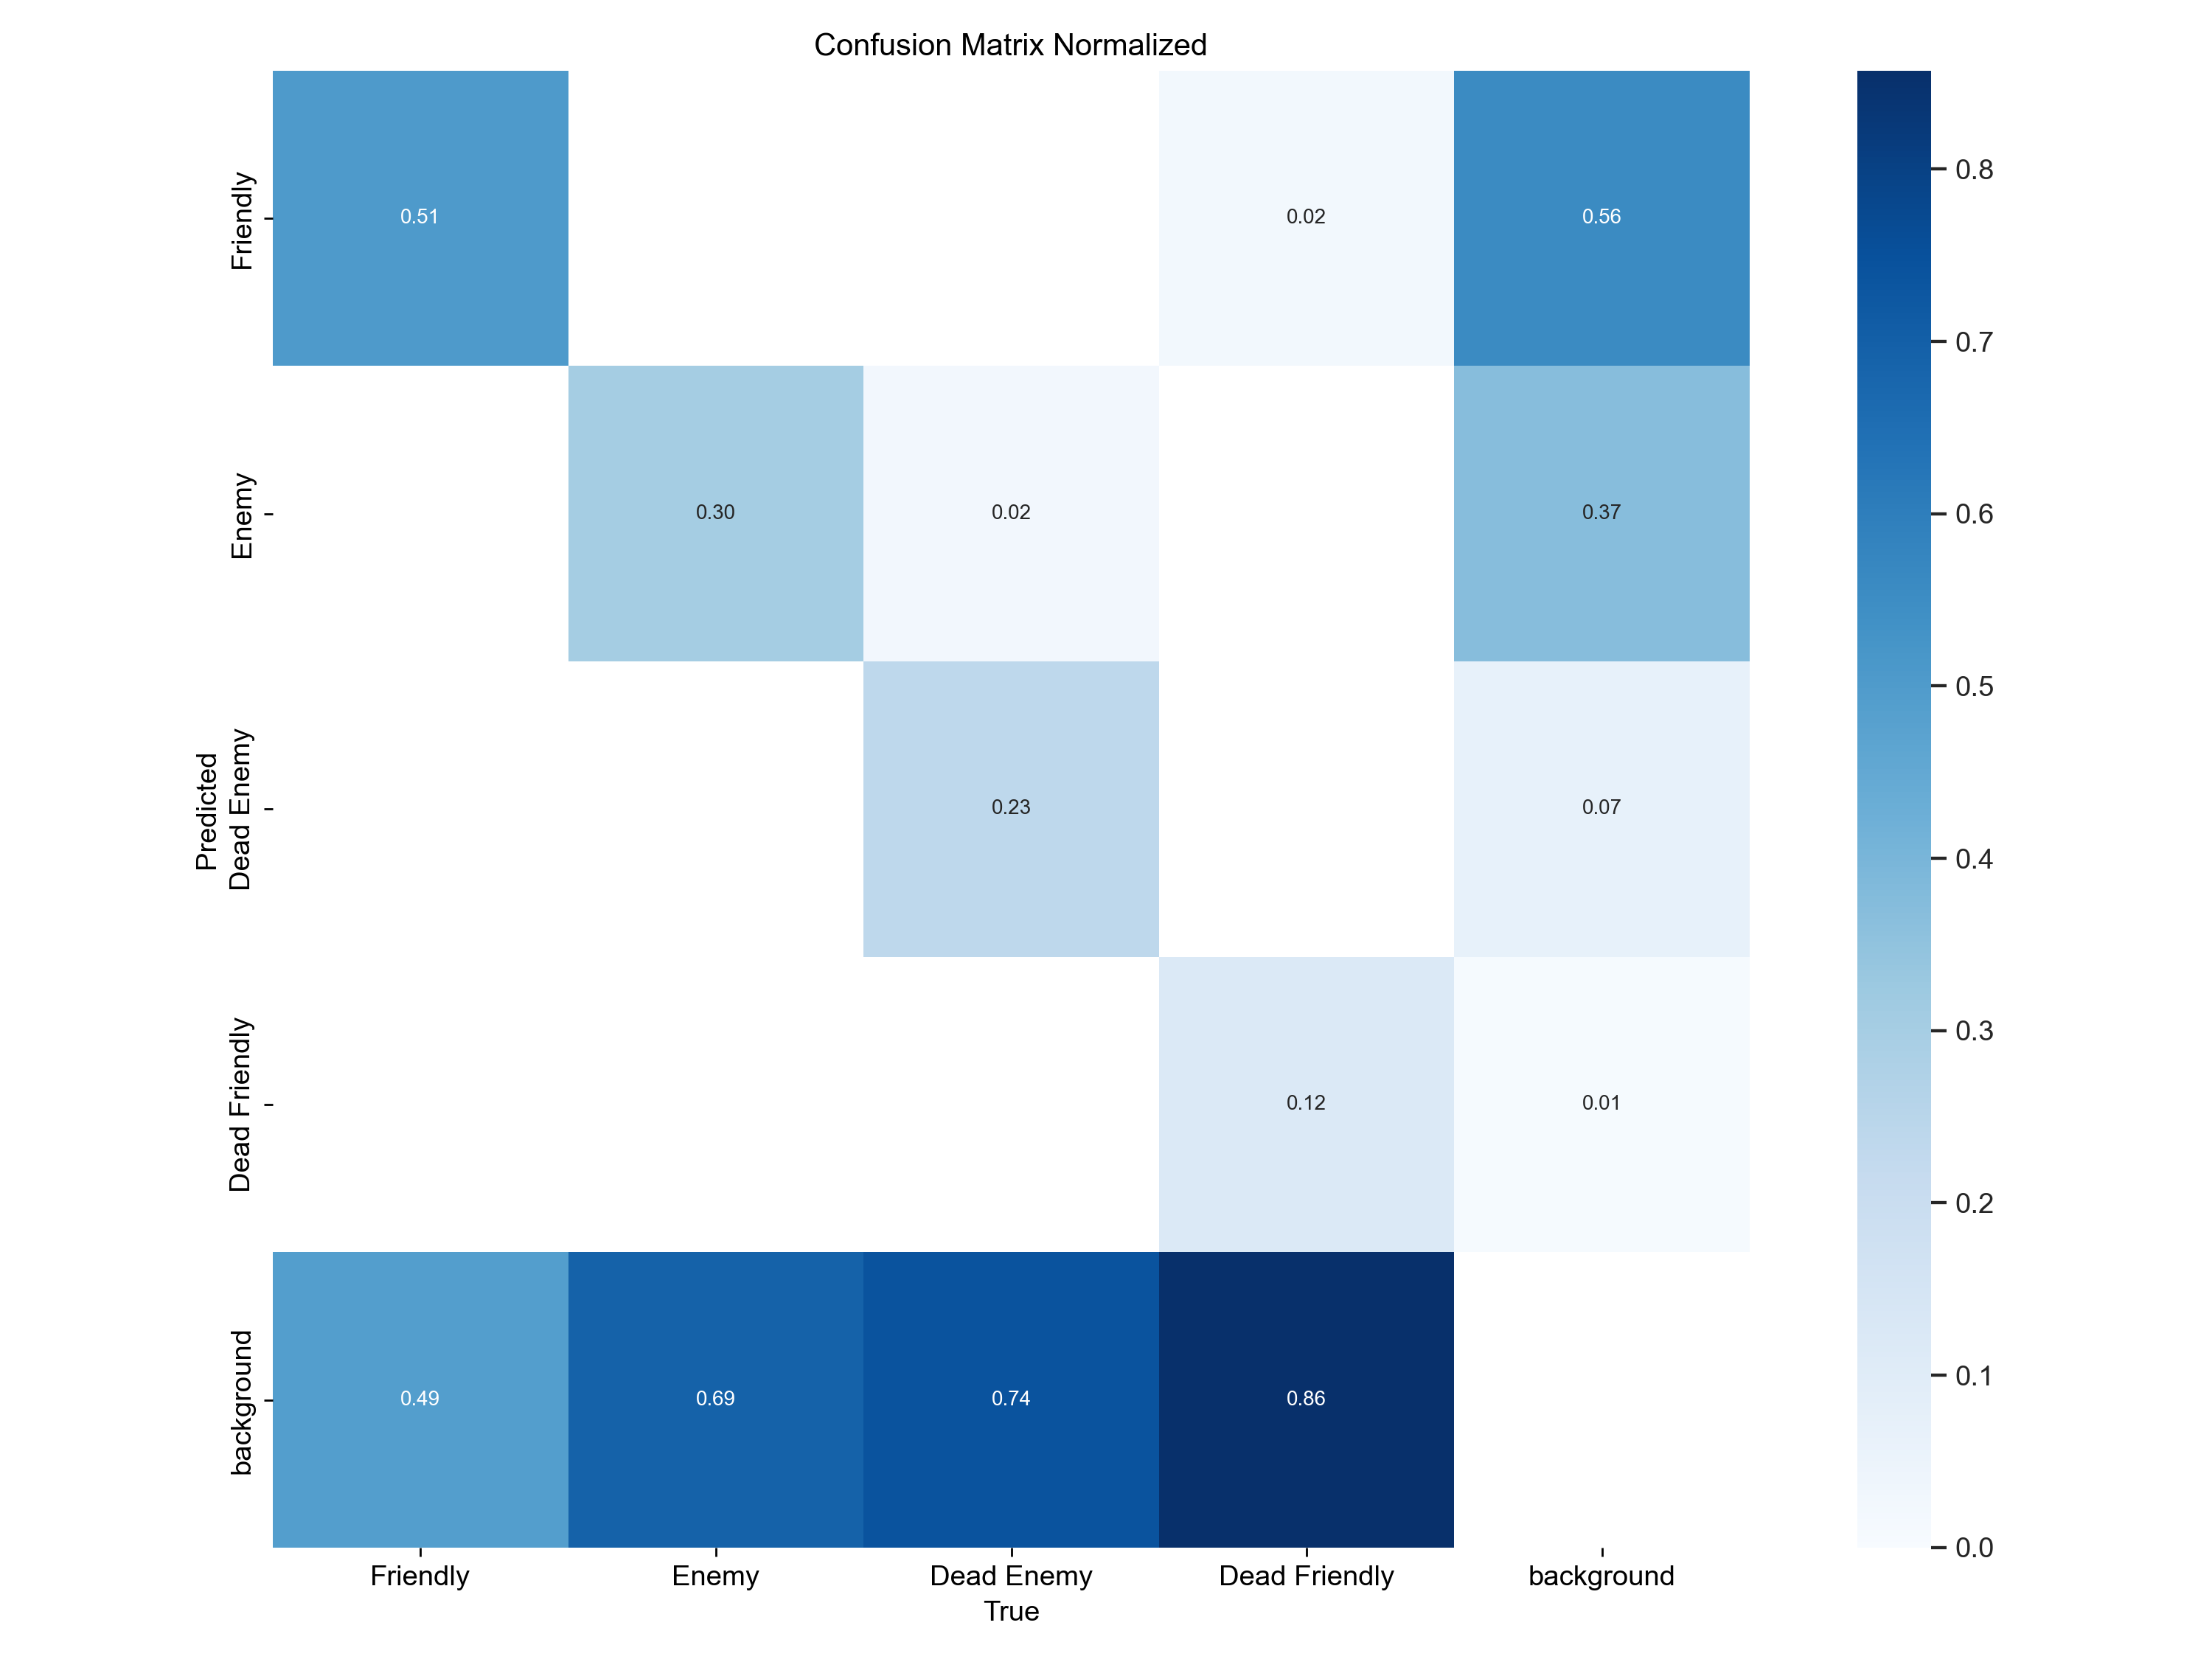 Confusion Matrix Normalized
Friendly
0.51
0.02
0.56
Enemy
0.30
0.02
0.37
Predicted
Dead Enemy
0.23
0.07
Dead Friendly
0.12
0.01
background
0.49
0.69
0.74
0.86
Friendly
Enemy
Dead Enemy
Dead Friendly
background
True
0.8
0.7
0.6
0.5
0.4
0.3
0.2
0.1
0.0